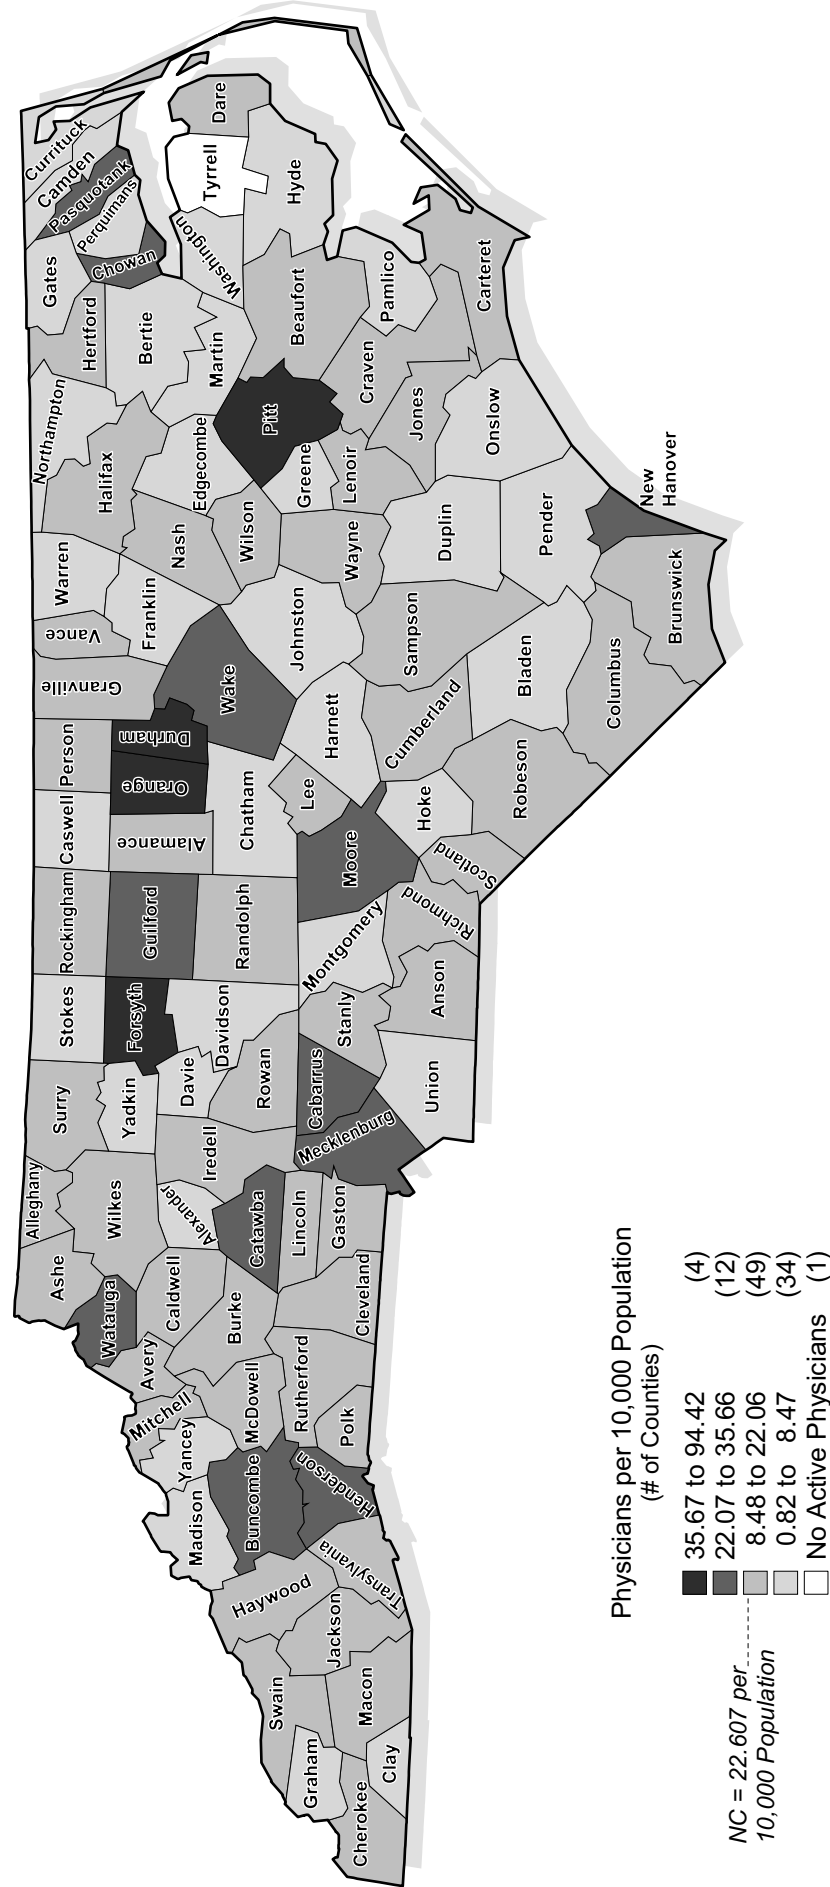 Cherokee
Graham
Clay
Swain
Macon
Jackson
Haywood
Transylvania
Madison
Buncombe
Henderson
Yancey
Mitchell
McDowell
Polk
Rutherford
Avery
Burke
Cleveland
Watauga
Caldwell
Ashe
Wilkes
Alleghany
Alexander
Catawba
Lincoln
Gaston
Iredell
Mecklenburg
Surry
Yadkin
Davie
Rowan
Cabarrus
Union
Stokes
Forsyth
Davidson
Stanly
Anson
Rockingham
Guilford
Randolph
Montgomery
Richmond
Caswell
Alamance
Chatham
Moore
Scotland
Person
Orange
Durham
Lee
Hoke
Robeson
Granville
Vance
Wake
Harnett
Cumberland
Bladen
Columbus
Warren
Franklin
Johnston
Sampson
Brunswick
Northampton
Halifax
Nash
Wilson
Wayne
Duplin
Pender
New
Hanover
Edgecombe
Greene
Lenoir
Pitt
Jones
Onslow
Hertford
Bertie
Martin
Beaufort
Craven
Pamlico
Carteret
Gates
Chowan
Perquimans
Pasquotank
Camden
Currituck
Washington
Tyrrell
Hyde
Dare
Physicians per 10,000 Population
(# of Counties)
35.67 to 94.42 (4)
22.07 to 35.66 (12)
8.48 to 22.06 (49)
0.82 to 8.47 (34)
No Active Physicians (1)
NC = 22.607 per
10,000 Population